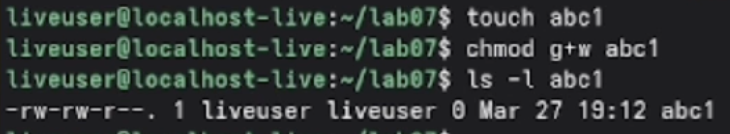 liveuser@localhost-live:~/lab07$ touch abc1
liveuser@localhost-live:~/lab07$ chmod g+w abc1
liveuser@localhost-live:~/lab07$ ls -l abc1
-rw-rw-r--. 1 liveuser liveuser 0 Mar 27 19:12 abc1